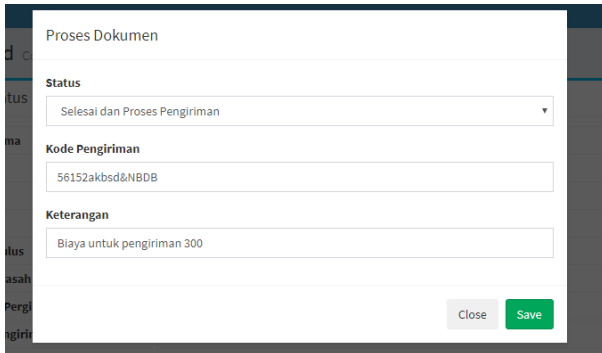 Proses Dokumen
Status
Selesai dan Proses Pengiriman
Kode Pengiriman
56152akbsd&NBDB
Keterangan
Biaya untuk pengiriman 300
Close Save